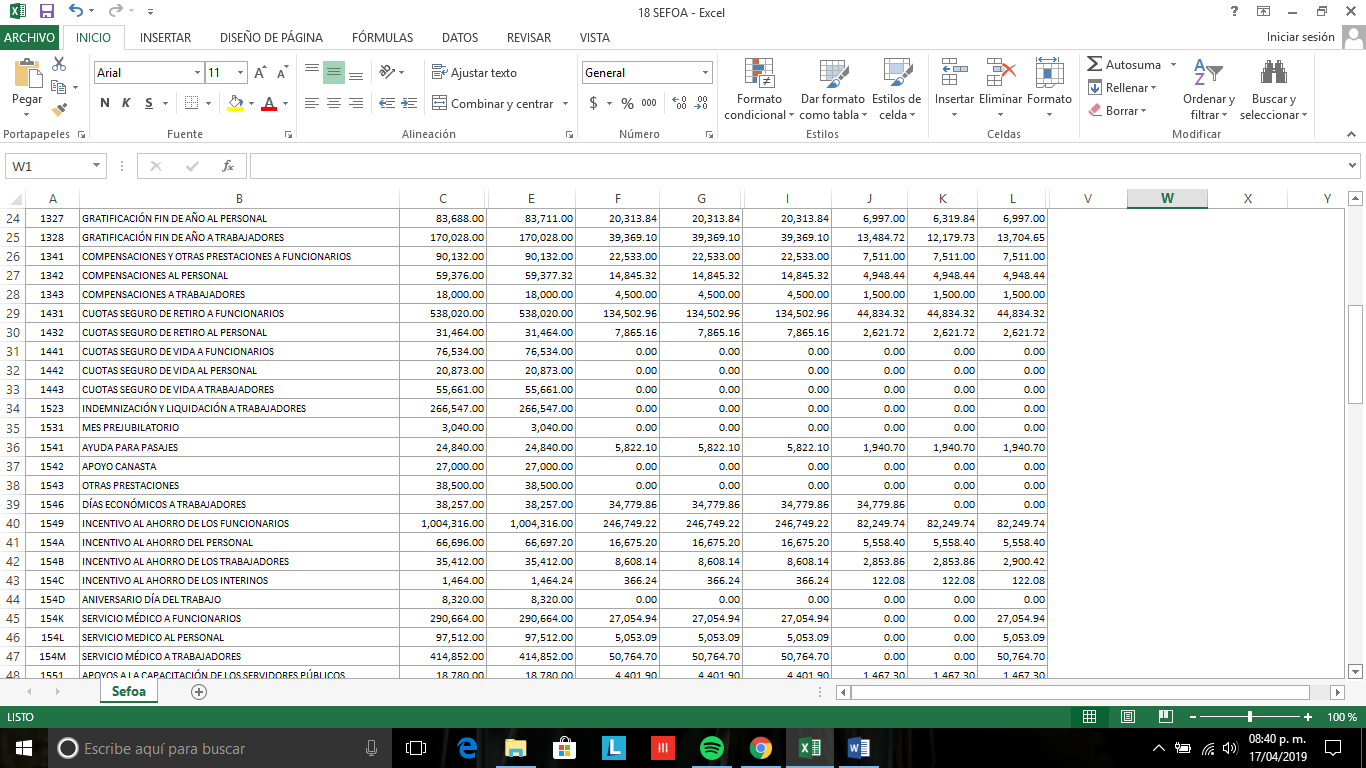 18 SEFOA - Excel
ARCHIVO INICIO INSERTAR DISEÑO DE PÁGINA FÓRMULAS DATOS REVISAR VISTA Iniciar sesión
Pegar
Arial 11
N K S
Ajustar texto
Combinar y centrar
General
$ % 000
Formato condicional
Dar formato como tabla
Estilos de celda
Insertar Eliminar Formato
Autosuma
Rellenar
Borrar
Ordenar y filtrar
Buscar y seleccionar
Portapapeles Fuente Alineación Número Estilos Celdas Modificar
W1 fx
A B C E F G I J K L V W X Y
24 1327 GRATIFICACIÓN FIN DE AÑO AL PERSONAL 83,688.00 83,711.00 20,313.84 20,313.84 20,313.84 6,997.00 6,319.84 6,997.00
25 1328 GRATIFICACIÓN FIN DE AÑO A TRABAJADORES 170,028.00 170,028.00 39,369.10 39,369.10 39,369.10 13,484.72 12,179.73 13,704.65
26 1341 COMPENSACIONES Y OTRAS PRESTACIONES A FUNCIONARIOS 90,132.00 90,132.00 22,533.00 22,533.00 22,533.00 7,511.00 7,511.00 7,511.00
27 1342 COMPENSACIONES AL PERSONAL 59,376.00 59,377.32 14,845.32 14,845.32 14,845.32 4,948.44 4,948.44 4,948.44
28 1343 COMPENSACIONES A TRABAJADORES 18,000.00 18,000.00 4,500.00 4,500.00 4,500.00 1,500.00 1,500.00 1,500.00
29 1431 CUOTAS SEGURO DE RETIRO A FUNCIONARIOS 538,020.00 538,020.00 134,502.96 134,502.96 134,502.96 44,834.32 44,834.32 44,834.32
30 1432 CUOTAS SEGURO DE RETIRO AL PERSONAL 31,464.00 31,464.00 7,865.16 7,865.16 7,865.16 2,621.72 2,621.72 2,621.72
31 1441 CUOTAS SEGURO DE VIDA A FUNCIONARIOS 76,534.00 76,534.00 0.00 0.00 0.00 0.00 0.00 0.00
32 1442 CUOTAS SEGURO DE VIDA AL PERSONAL 20,873.00 20,873.00 0.00 0.00 0.00 0.00 0.00 0.00
33 1443 CUOTAS SEGURO DE VIDA A TRABAJADORES 55,661.00 55,661.00 0.00 0.00 0.00 0.00 0.00 0.00
34 1523 INDEMNIZACIÓN Y LIQUIDACIÓN A TRABAJADORES 266,547.00 266,547.00 0.00 0.00 0.00 0.00 0.00 0.00
35 1531 MES PREJUBILATORIO 3,040.00 3,040.00 0.00 0.00 0.00 0.00 0.00 0.00
36 1541 AYUDA PARA PASAJES 24,840.00 24,840.00 5,822.10 5,822.10 5,822.10 1,940.70 1,940.70 1,940.70
37 1542 APOYO CANASTA 27,000.00 27,000.00 0.00 0.00 0.00 0.00 0.00 0.00
38 1543 OTRAS PRESTACIONES 38,500.00 38,500.00 0.00 0.00 0.00 0.00 0.00 0.00
39 1546 DÍAS ECONÓMICOS A TRABAJADORES 38,257.00 38,257.00 34,779.86 34,779.86 34,779.86 34,779.86 0.00 0.00
40 1549 INCENTIVO AL AHORRO DE LOS FUNCIONARIOS 1,004,316.00 1,004,316.00 246,749.22 246,749.22 246,749.22 82,249.74 82,249.74 82,249.74
41 154A INCENTIVO AL AHORRO DEL PERSONAL 66,696.00 66,697.20 16,675.20 16,675.20 16,675.20 5,558.40 5,558.40 5,558.40
42 154B INCENTIVO AL AHORRO DE LOS TRABAJADORES 35,412.00 35,412.00 8,608.14 8,608.14 8,608.14 2,853.86 2,853.86 2,900.42
43 154C INCENTIVO AL AHORRO DE LOS INTERINOS 1,464.00 1,464.24 366.24 366.24 366.24 122.08 122.08 122.08
44 154D ANIVERSARIO DÍA DEL TRABAJO 8,320.00 8,320.00 0.00 0.00 0.00 0.00 0.00 0.00
45 154K SERVICIO MÉDICO A FUNCIONARIOS 290,664.00 290,664.00 27,054.94 27,054.94 27,054.94 0.00 0.00 27,054.94
46 154L SERVICIO MEDICO AL PERSONAL 97,512.00 97,512.00 5,053.09 5,053.09 5,053.09 0.00 0.00 5,053.09
47 154M SERVICIO MÉDICO A TRABAJADORES 414,852.00 414,852.00 50,764.70 50,764.70 50,764.70 0.00 0.00 50,764.70
48 1551 APOYOS A LA CAPACITACIÓN DE LOS SERVIDORES PÚBLICOS 18,780.00 18,780.00 4,401.90 4,401.90 4,401.90 1,467.30 1,467.30 1,467.30
Sefoa
LISTO 100 %
Escribe aquí para buscar
08:40 p. m.
17/04/2019